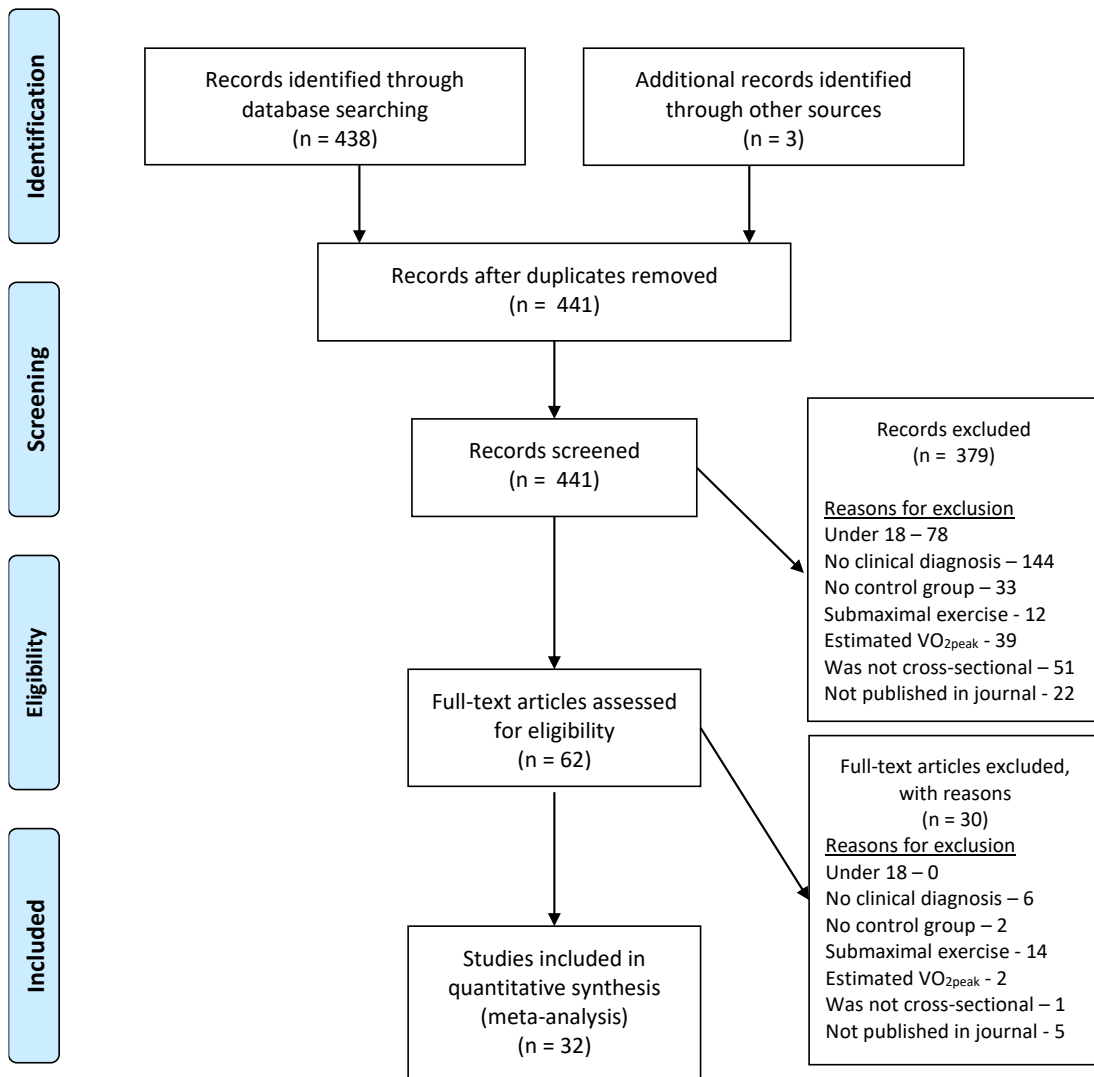 Identification
Records identified through
database searching
(n = 438)
Additional records identified
through other sources
(n = 3)
Records after duplicates removed
(n = 441)
Screening
Records screened
(n = 441)
Records excluded
(n = 379)
Reasons for exclusion
Under 18 – 78
No clinical diagnosis – 144
No control group – 33
Submaximal exercise - 12
Estimated VO2peak - 39
Was not cross-sectional – 51
Not published in journal - 22
Eligibility
Full-text articles assessed
for eligibility
(n = 62)
Full-text articles excluded,
with reasons
(n = 30)
Reasons for exclusion
Under 18 – 0
No clinical diagnosis – 6
No control group – 2
Submaximal exercise - 14
Estimated VO2peak - 2
Was not cross-sectional – 1
Not published in journal - 5
Included
Studies included in
quantitative synthesis
(meta-analysis)
(n = 32)